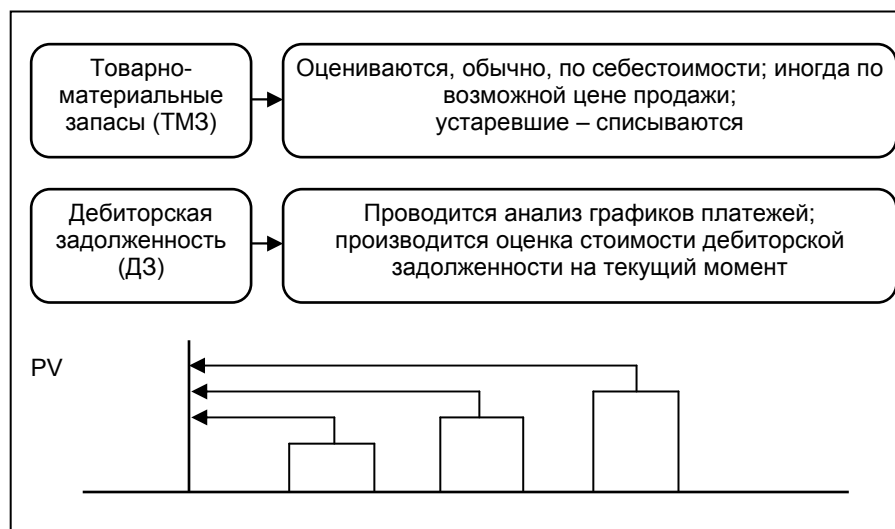 Товарно-
материальные
запасы (ТМЗ)
Оцениваются, обычно, по себестоимости; иногда по
возможной цене продажи;
устаревшие – списываются
Дебиторская
задолженность
(ДЗ)
Проводится анализ графиков платежей;
производится оценка стоимости дебиторской
задолженности на текущий момент
PV